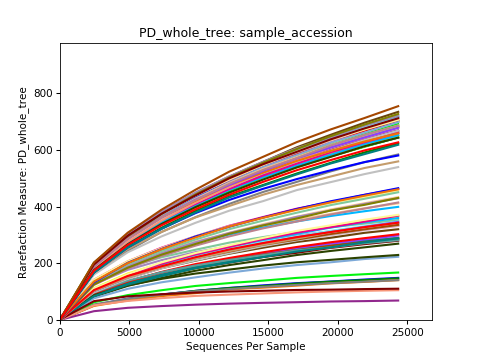 PD_whole_tree: sample_accession
Rarefaction Measure: PD_whole_tree
800
600
400
200
0
0 5000 10000 15000 20000 25000
Sequences Per Sample